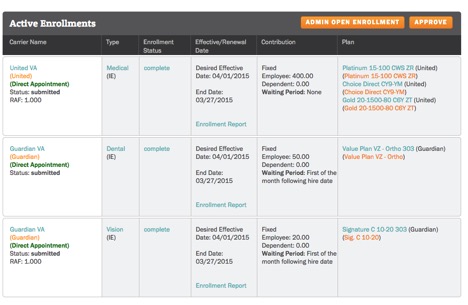 Active Enrollments
ADMIN OPEN ENROLLMENT
APPROVE
Carrier Name
Type
Enrollment
Status
Effective/Renewal
Date
Contribution
Plan
United VA
(United)
(Direct Appointment)
Status: submitted
RAF: 1.000
Medical
(IE)
complete
Desired Effective
Date: 04/01/2015
End Date:
03/27/2015
Enrollment Report
Fixed
Employee: 400.00
Dependent: 0.00
Waiting Period: None
Platinum 15-100 CWS ZR (United)
(Platinum 15-100 CWS ZR)
Choice Direct CY9-YM (United)
(Choice Direct CY9-YM)
Gold 20-1500-80 C6Y ZT (United)
(Gold 20-1500-80 C6Y ZT)
Guardian VA
(Guardian)
(Direct Appointment)
Status: submitted
RAF: 1.000
Dental
(IE)
complete
Desired Effective
Date: 04/01/2015
End Date:
03/27/2015
Enrollment Report
Fixed
Employee: 50.00
Dependent: 0.00
Waiting Period: First of the
month following hire date
Value Plan VZ - Ortho 303 (Guardian)
(Value Plan VZ - Ortho)
Guardian VA
(Guardian)
(Direct Appointment)
Status: submitted
RAF: 1.000
Vision
(IE)
complete
Desired Effective
Date: 04/01/2015
End Date:
03/27/2015
Enrollment Report
Fixed
Employee: 20.00
Dependent: 0.00
Waiting Period: First of the
month following hire date
Signature C 10-20 303 (Guardian)
(Sig. C 10-20)